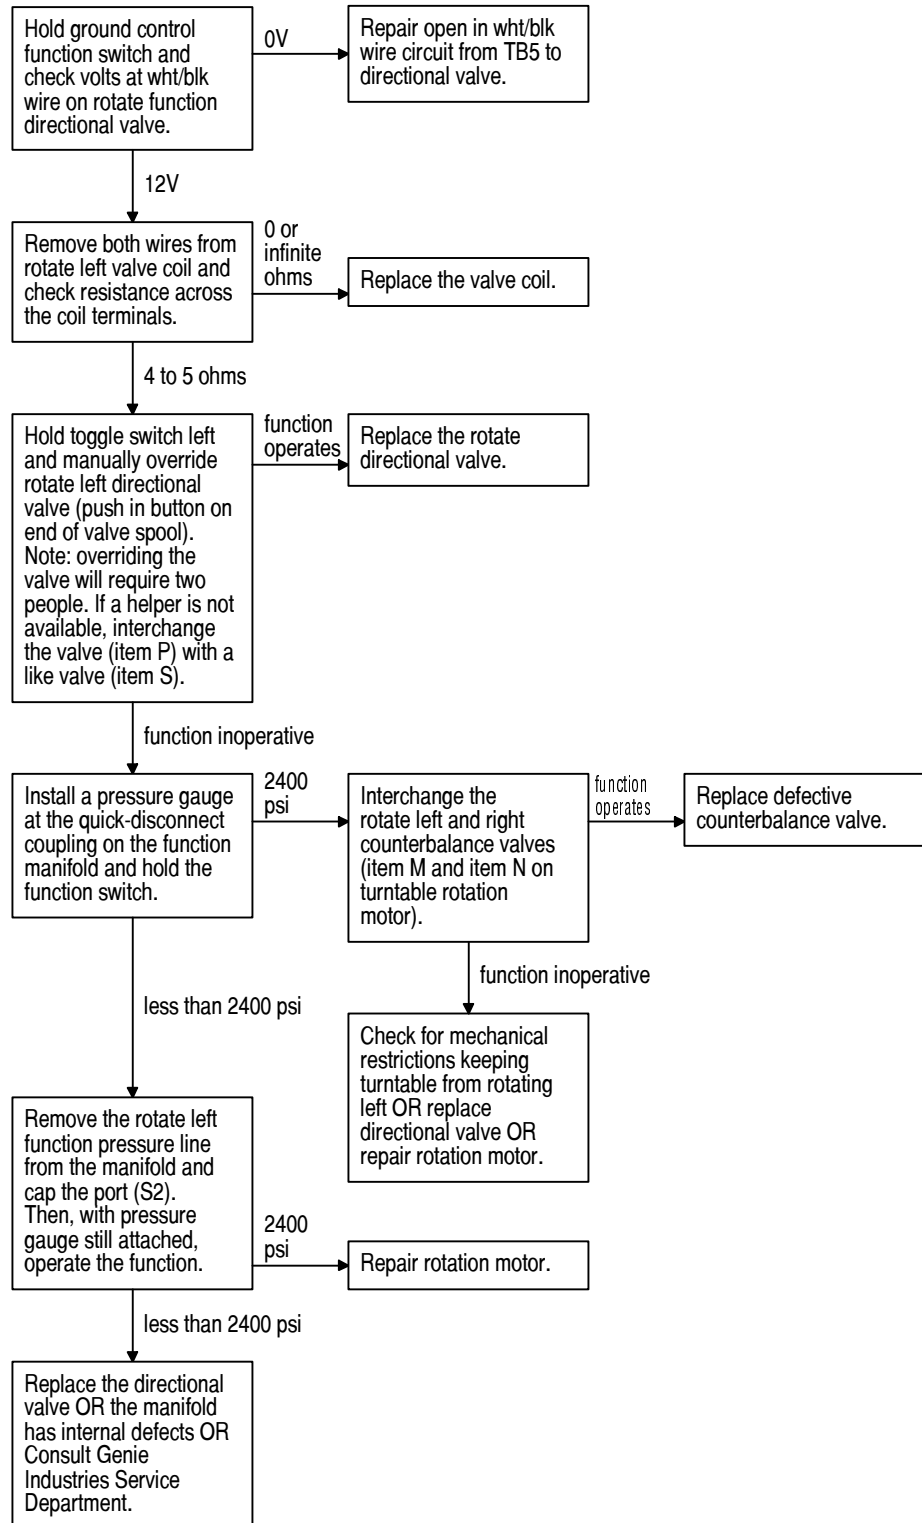 Hold ground control
function switch and
check volts at wht/blk
wire on rotate function
directional valve.
0V
Repair open in wht/blk
wire circuit from TB5 to
directional valve.
12V
Remove both wires from
rotate left valve coil and
check resistance across
the coil terminals.
0 or
infinite
ohms
Replace the valve coil.
4 to 5 ohms
Hold toggle switch left
and manually override
rotate left directional
valve (push in button on
end of valve spool).
Note: overriding the
valve will require two
people. If a helper is not
available, interchange
the valve (item P) with a
like valve (item S).
function
operates
Replace the rotate
directional valve.
function inoperative
Install a pressure gauge
at the quick-disconnect
coupling on the function
manifold and hold the
function switch.
2400
psi
Interchange the
rotate left and right
counterbalance valves
(item M and item N on
turntable rotation
motor).
function
operates
Replace defective
counterbalance valve.
function inoperative
Check for mechanical
restrictions keeping
turntable from rotating
left OR replace
directional valve OR
repair rotation motor.
less than 2400 psi
Remove the rotate left
function pressure line
from the manifold and
cap the port (S2).
Then, with pressure
gauge still attached,
operate the function.
2400
psi
Repair rotation motor.
less than 2400 psi
Replace the directional
valve OR the manifold
has internal defects OR
Consult Genie
Industries Service
Department.